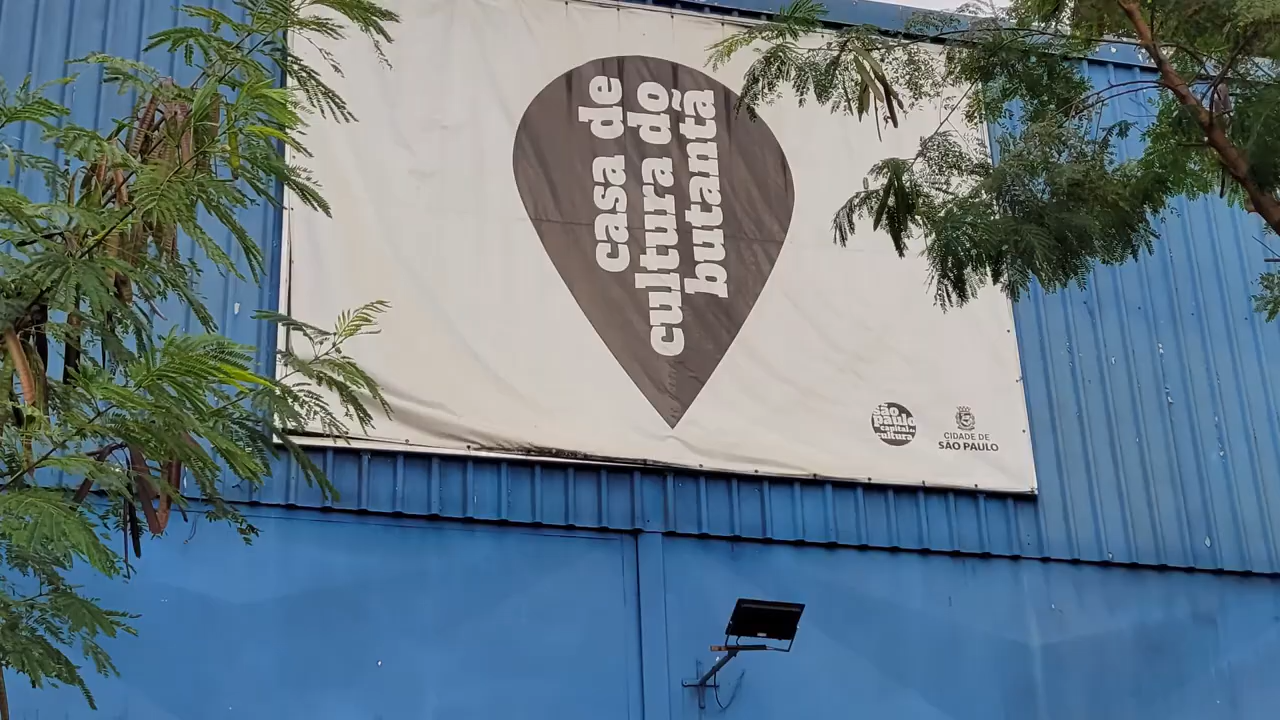 casa de
cultura do
butantã
são
paulo
capital da
cultura
CIDADE DE
SÃO PAULO